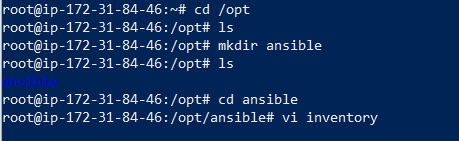 root@ip-172-31-84-46:~# cd /opt
root@ip-172-31-84-46:/opt# ls
root@ip-172-31-84-46:/opt# mkdir ansible
root@ip-172-31-84-46:/opt# ls
ansible
root@ip-172-31-84-46:/opt# cd ansible
root@ip-172-31-84-46:/opt/ansible# vi inventory